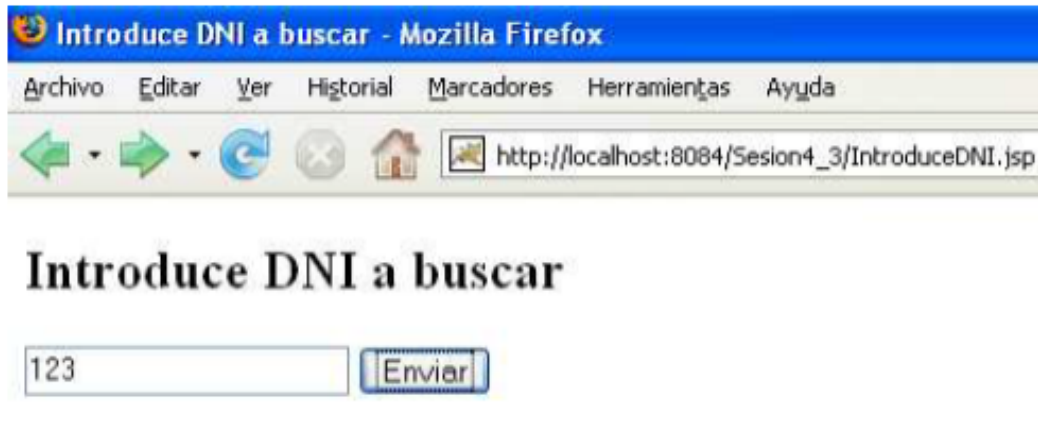 Introduce DNI a buscar - Mozilla Firefox
Archivo Editar Ver Historial Marcadores Herramientas Ayuda
http://localhost:8084/Sesion4_3/IntroduceDNI.jsp
Introduce DNI a buscar
123 Enviar